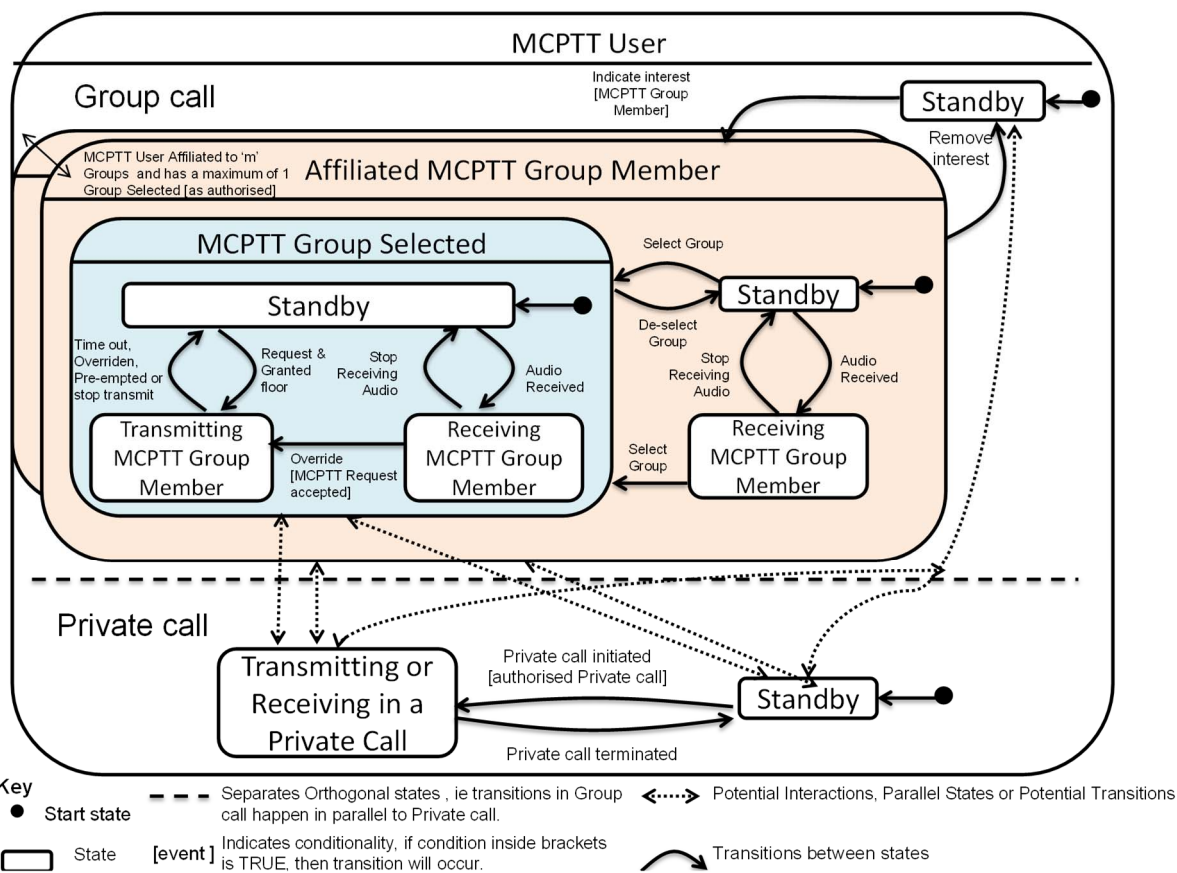 MCPTT User
Group call
Indicate interest
[MCPTT Group
Member]
Standby
Remove
interest
MCPTT User Affiliated to ‘m’
Groups and has a maximum of 1
Group Selected [as authorised]
Affiliated MCPTT Group Member
MCPTT Group Selected
Select Group
Standby
Standby
De-select
Group
Time out,
Overriden,
Pre-empted or
stop transmit
Request &
Granted
floor
Stop
Receiving
Audio
Audio
Received
Stop
Receiving
Audio
Audio
Received
Transmitting
MCPTT Group
Member
Override
[MCPTT Request
accepted]
Receiving
MCPTT Group
Member
Select
Group
Receiving
MCPTT Group
Member
Private call
Transmitting or
Receiving in a
Private Call
Private call initiated
[authorised Private call]
Private call terminated
Standby
Key
Start state
Separates Orthogonal states , ie transitions in Group
call happen in parallel to Private call.
Potential Interactions, Parallel States or Potential Transitions
State
[event]
Indicates conditionality, if condition inside brackets
is TRUE, then transition will occur.
Transitions between states